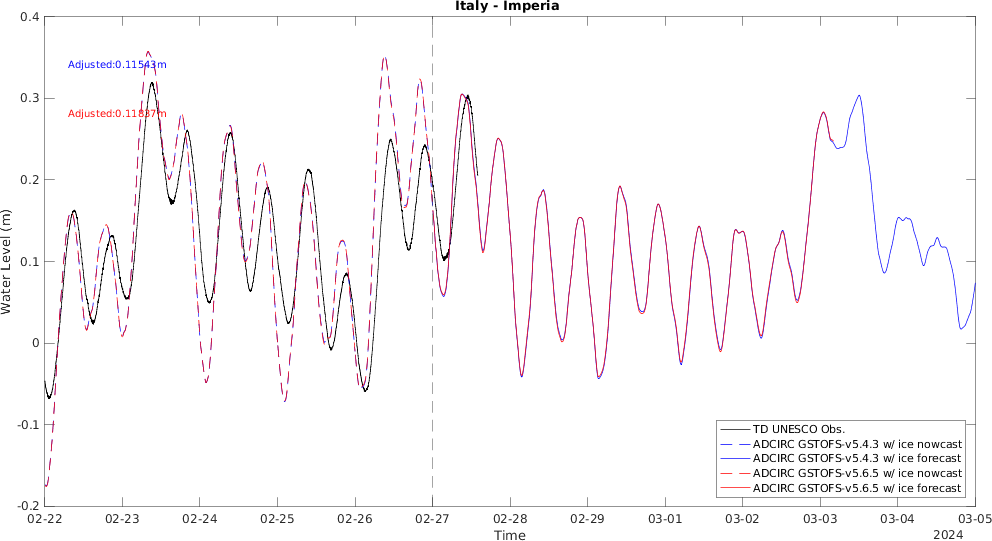 Italy - Imperia
0.4
0.3
0.2
0.1
0
-0.1
-0.2
Water Level (m)
Adjusted:0.11543m
Adjusted:0.11837m
TD UNESCO Obs.
ADCIRC GSTOFS-v5.4.3 w/ ice nowcast
ADCIRC GSTOFS-v5.4.3 w/ ice forecast
ADCIRC GSTOFS-v5.6.5 w/ ice nowcast
ADCIRC GSTOFS-v5.6.5 w/ ice forecast
02-22 02-23 02-24 02-25 02-26 02-27 02-28 02-29 03-01 03-02 03-03 03-04 03-05
Time
2024